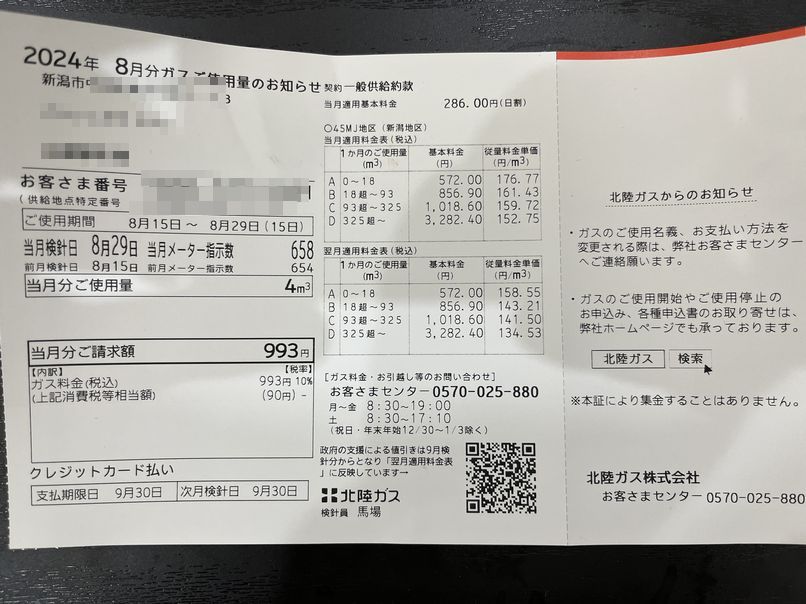 2024年 8月分ガスご使用量のお知らせ
新潟市
お客さま番号
(供給地点特定番号
ご使用期間 8月15日 ～ 8月29日 (15日)
当月検針日 8月29日 当月メーター指示数 658
前月検針日 8月15日 前月メーター指示数 654
当月分ご使用量 4m³
当月分ご請求額 993円
【内訳】 【税率】
ガス料金(税込) 993円 10%
(上記消費税等相当額) (90円) -
クレジットカード払い
支払期限日 9月30日 次月検針日 9月30日
契約 一般供給約款
当月適用基本料金 286.00円(日割)
○45MJ地区 (新潟地区)
当月適用料金表(税込)
1か月のご使用量(m³) 基本料金(円) 従量料金単価(円/m³)
A 0～18 572.00 176.77
B 18超～93 856.90 161.43
C 93超～325 1,018.60 159.72
D 325超～ 3,282.40 152.75
翌月適用料金表(税込)
1か月のご使用量(m³) 基本料金(円) 従量料金単価(円/m³)
A 0～18 572.00 158.55
B 18超～93 856.90 143.21
C 93超～325 1,018.60 141.50
D 325超～ 3,282.40 134.53
[ガス料金・お引越し等のお問い合わせ]
お客さまセンター 0570-025-880
月～金 8:30～19:00
土 8:30～17:10
(祝日・年末年始12/30～1/3除く)
政府の支援による値引きは9月検
針分からとなり「翌月適用料金表
」に反映しています→
北陸ガス
検針員 馬場
北陸ガスからのお知らせ
・ガスのご使用名義、お支払い方法を
変更される際は、弊社お客さまセンター
へご連絡願います。
・ガスのご使用開始やご使用停止の
お申込み、各種申込書のお取り寄せは、
弊社ホームページでも承っております。
北陸ガス 検索
※本証により集金することはありません。
北陸ガス株式会社
お客さまセンター 0570-025-880